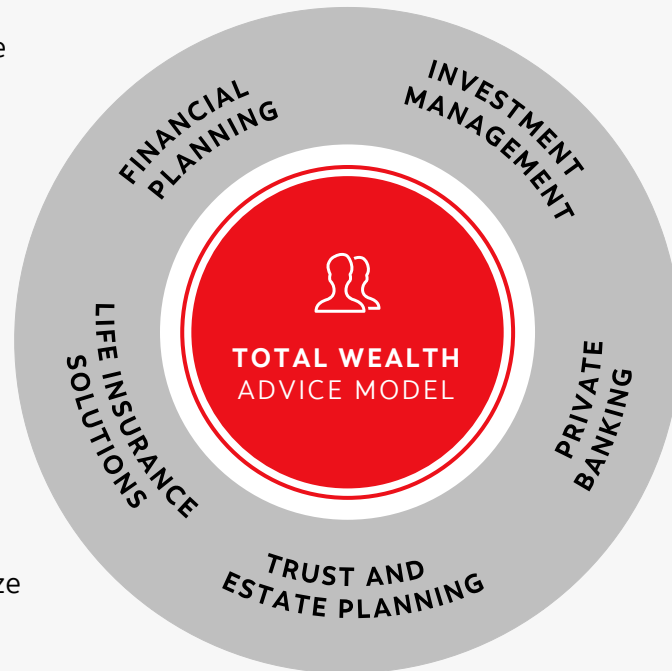 FINANCIAL
PLANNING
INVESTMENT
MANAGEMENT
LIFE INSURANCE
SOLUTIONS
TOTAL WEALTH
ADVICE MODEL
PRIVATE
BANKING
TRUST AND
ESTATE PLANNING